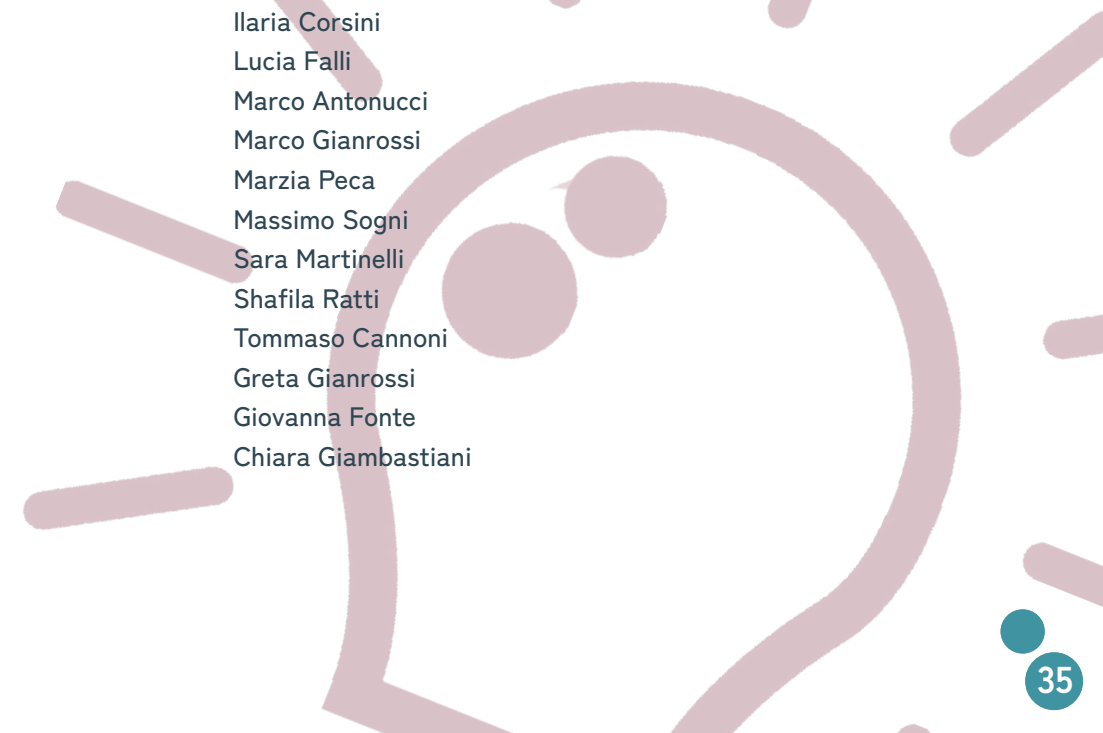 Ilaria Corsini
Lucia Falli
Marco Antonucci
Marco Gianrossi
Marzia Peca
Massimo Sogni
Sara Martinelli
Shafila Ratti
Tommaso Cannoni
Greta Gianrossi
Giovanna Fonte
Chiara Giambastiani
35